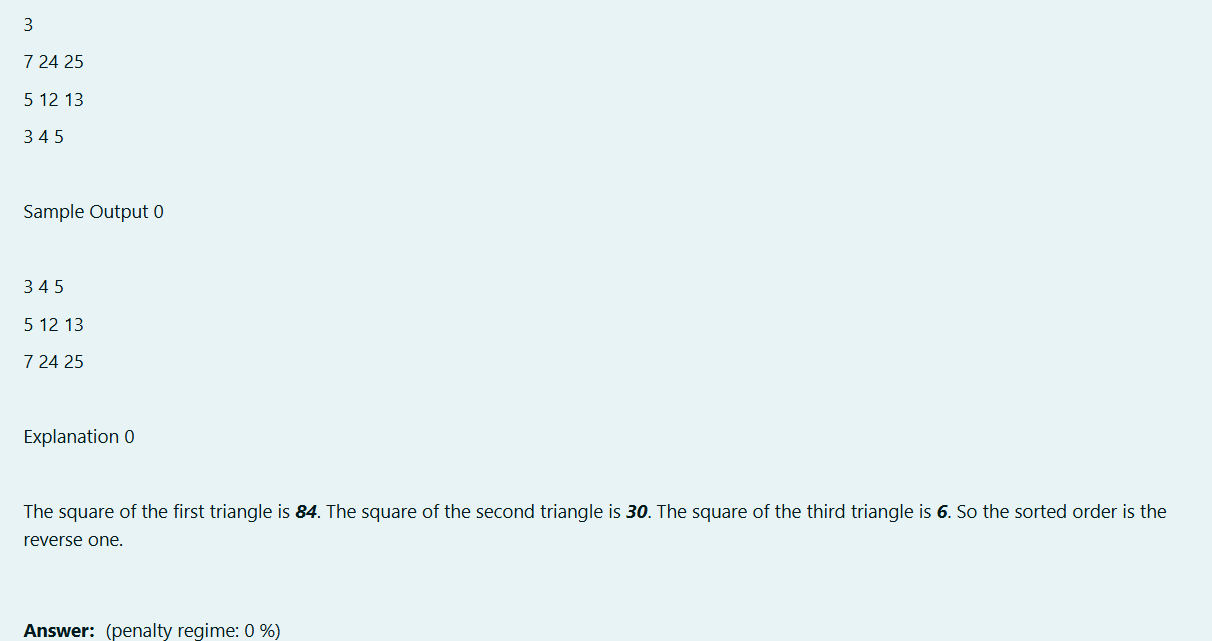 3
7 24 25
5 12 13
3 4 5
Sample Output 0
3 4 5
5 12 13
7 24 25
Explanation 0
The square of the first triangle is 84. The square of the second triangle is 30. The square of the third triangle is 6. So the sorted order is the
reverse one.
Answer: (penalty regime: 0 %)